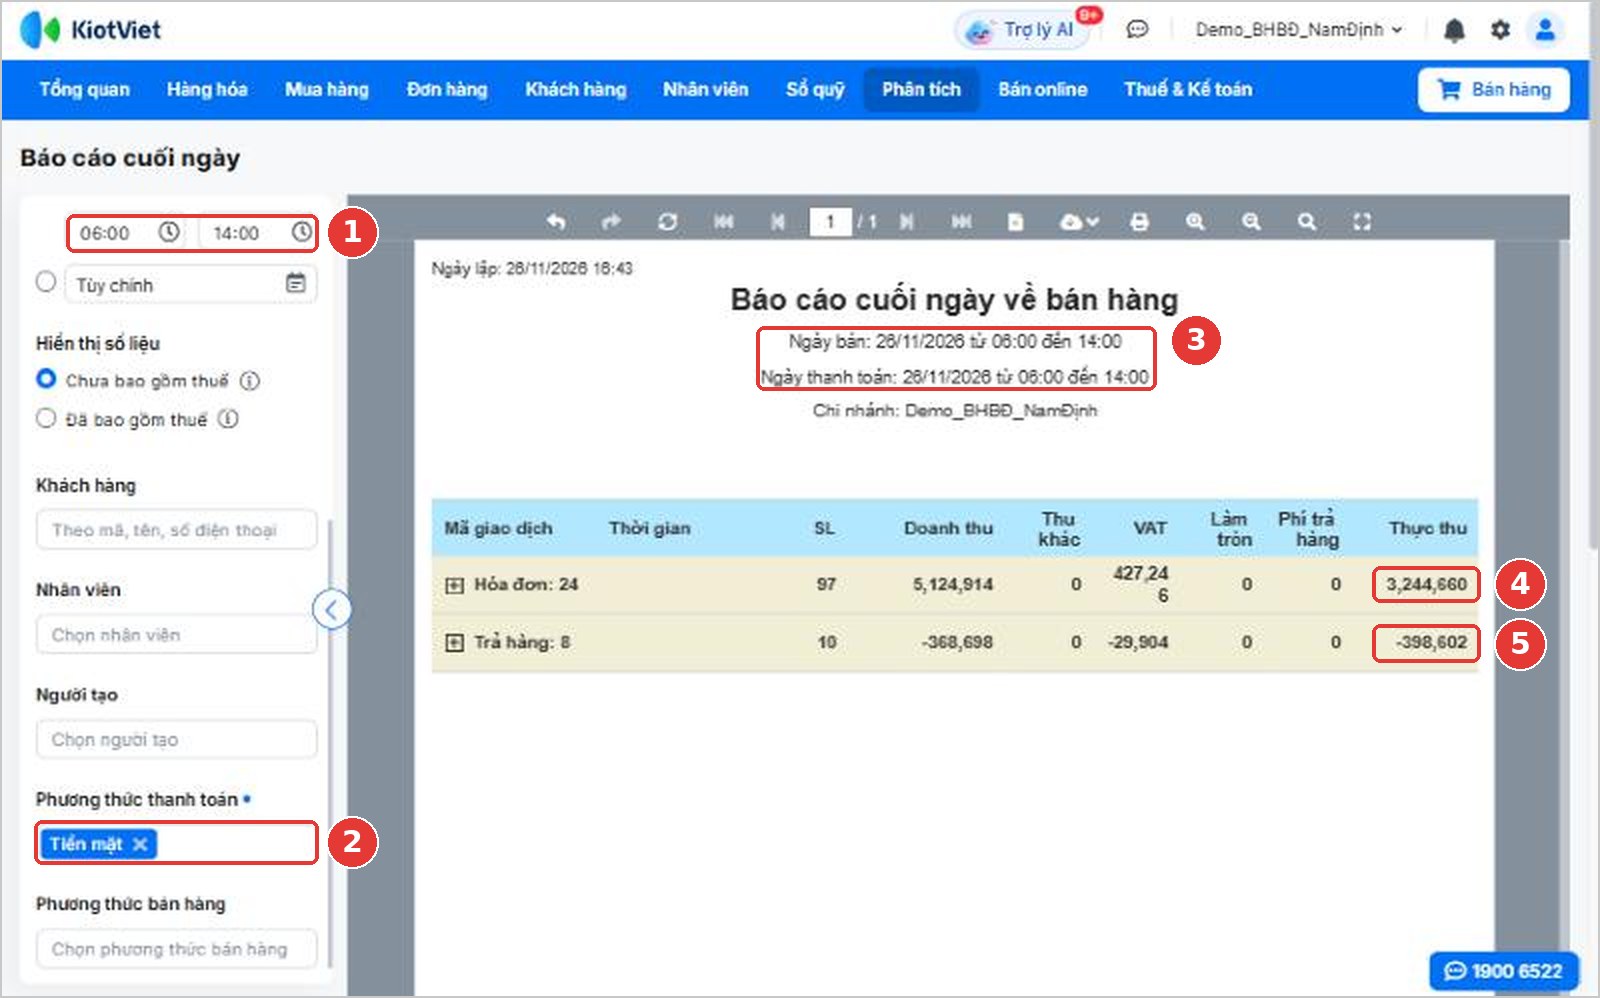 KiotViet
Trợ lý AI
9+
Demo_BHBĐ_NamĐịnh
Tổng quan
Hàng hóa
Mua hàng
Đơn hàng
Khách hàng
Nhân viên
Sổ quỹ
Phân tích
Bán online
Thuế & Kế toán
Bán hàng
Báo cáo cuối ngày
06:00
14:00
1
Tùy chỉnh
Hiển thị số liệu
Chưa bao gồm thuế
Đã bao gồm thuế
Khách hàng
Theo mã, tên, số điện thoại
Nhân viên
Chọn nhân viên
Người tạo
Chọn người tạo
Phương thức thanh toán
Tiền mặt
2
Phương thức bán hàng
Chọn phương thức bán hàng
1 / 1
Ngày lập: 26/11/2026 16:43
Báo cáo cuối ngày về bán hàng
Ngày bán: 26/11/2026 từ 06:00 đến 14:00
Ngày thanh toán: 26/11/2026 từ 06:00 đến 14:00
3
Chi nhánh: Demo_BHBĐ_NamĐịnh
Mã giao dịch Thời gian SL Doanh thu Thu khác VAT Làm tròn Phí trả hàng Thực thu
Hóa đơn: 24 97 5,124,914 0 427,246 0 0 3,244,660
4
Trả hàng: 8 10 -368,698 0 -29,904 0 0 -398,602
5
1900 6522